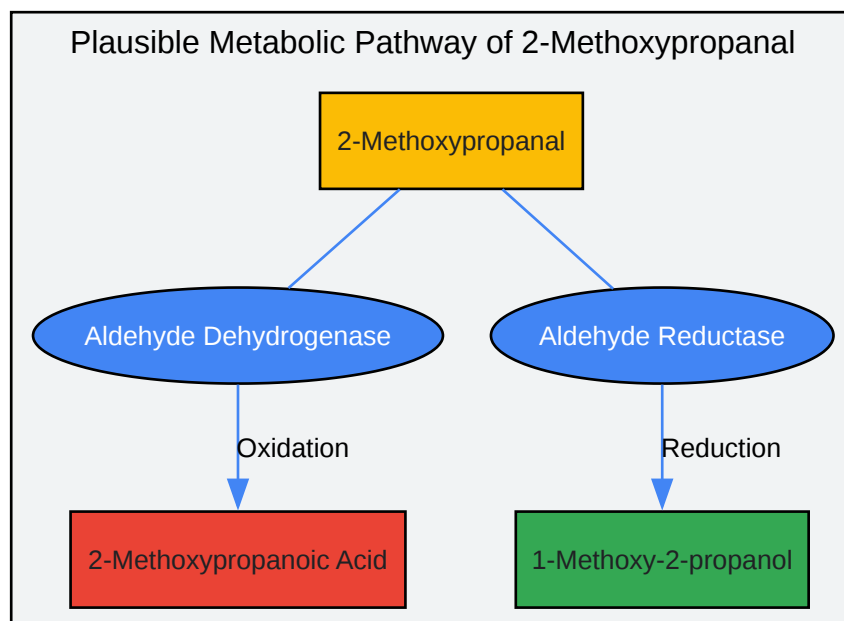 Plausible Metabolic Pathway of 2-Methoxypropanal
2-Methoxypropanal
Aldehyde Dehydrogenase
Aldehyde Reductase
Oxidation
Reduction
2-Methoxypropanoic Acid
1-Methoxy-2-propanol